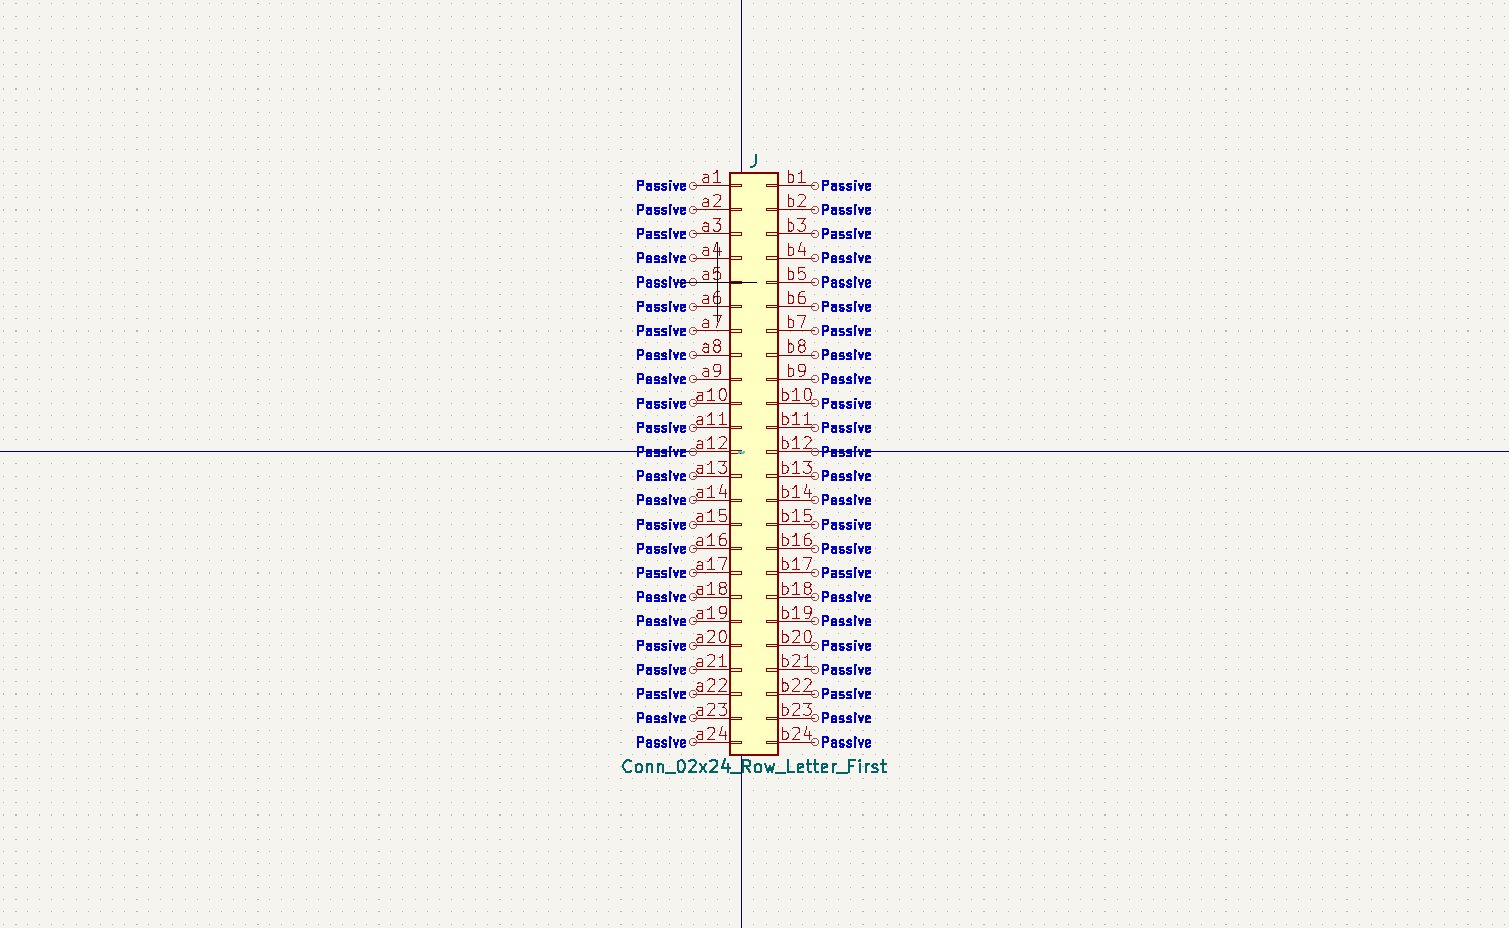 J
Passive a1 b1 Passive
Passive a2 b2 Passive
Passive a3 b3 Passive
Passive a4 b4 Passive
Passive a5 b5 Passive
Passive a6 b6 Passive
Passive a7 b7 Passive
Passive a8 b8 Passive
Passive a9 b9 Passive
Passive a10 b10 Passive
Passive a11 b11 Passive
Passive a12 b12 Passive
Passive a13 b13 Passive
Passive a14 b14 Passive
Passive a15 b15 Passive
Passive a16 b16 Passive
Passive a17 b17 Passive
Passive a18 b18 Passive
Passive a19 b19 Passive
Passive a20 b20 Passive
Passive a21 b21 Passive
Passive a22 b22 Passive
Passive a23 b23 Passive
Passive a24 b24 Passive
Conn_02x24_Row_Letter_First